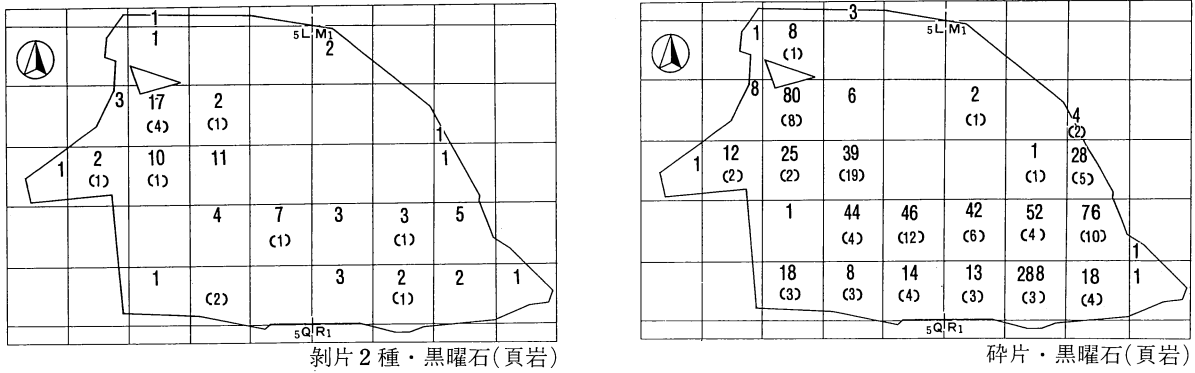 1
1
5L M1
2
3 17 2
(4) (1)
1
1 2 10 11 1
(1) (1)
4 7 3 3 5
(1) (1)
1 3 2 2 1
(2) (1)
5Q R1
剝片2種・黒曜石(頁岩)
3
1 8 5L M1
(1)
8 80 6 2
(8) (1)
4
(2)
1 12 25 39 1 28
(2) (2) (19) (1) (5)
1 44 46 42 52 76
(4) (12) (6) (4) (10)
1
18 8 14 13 288 18 1
(3) (3) (4) (3) (3) (4)
5Q R1
砕片・黒曜石(頁岩)